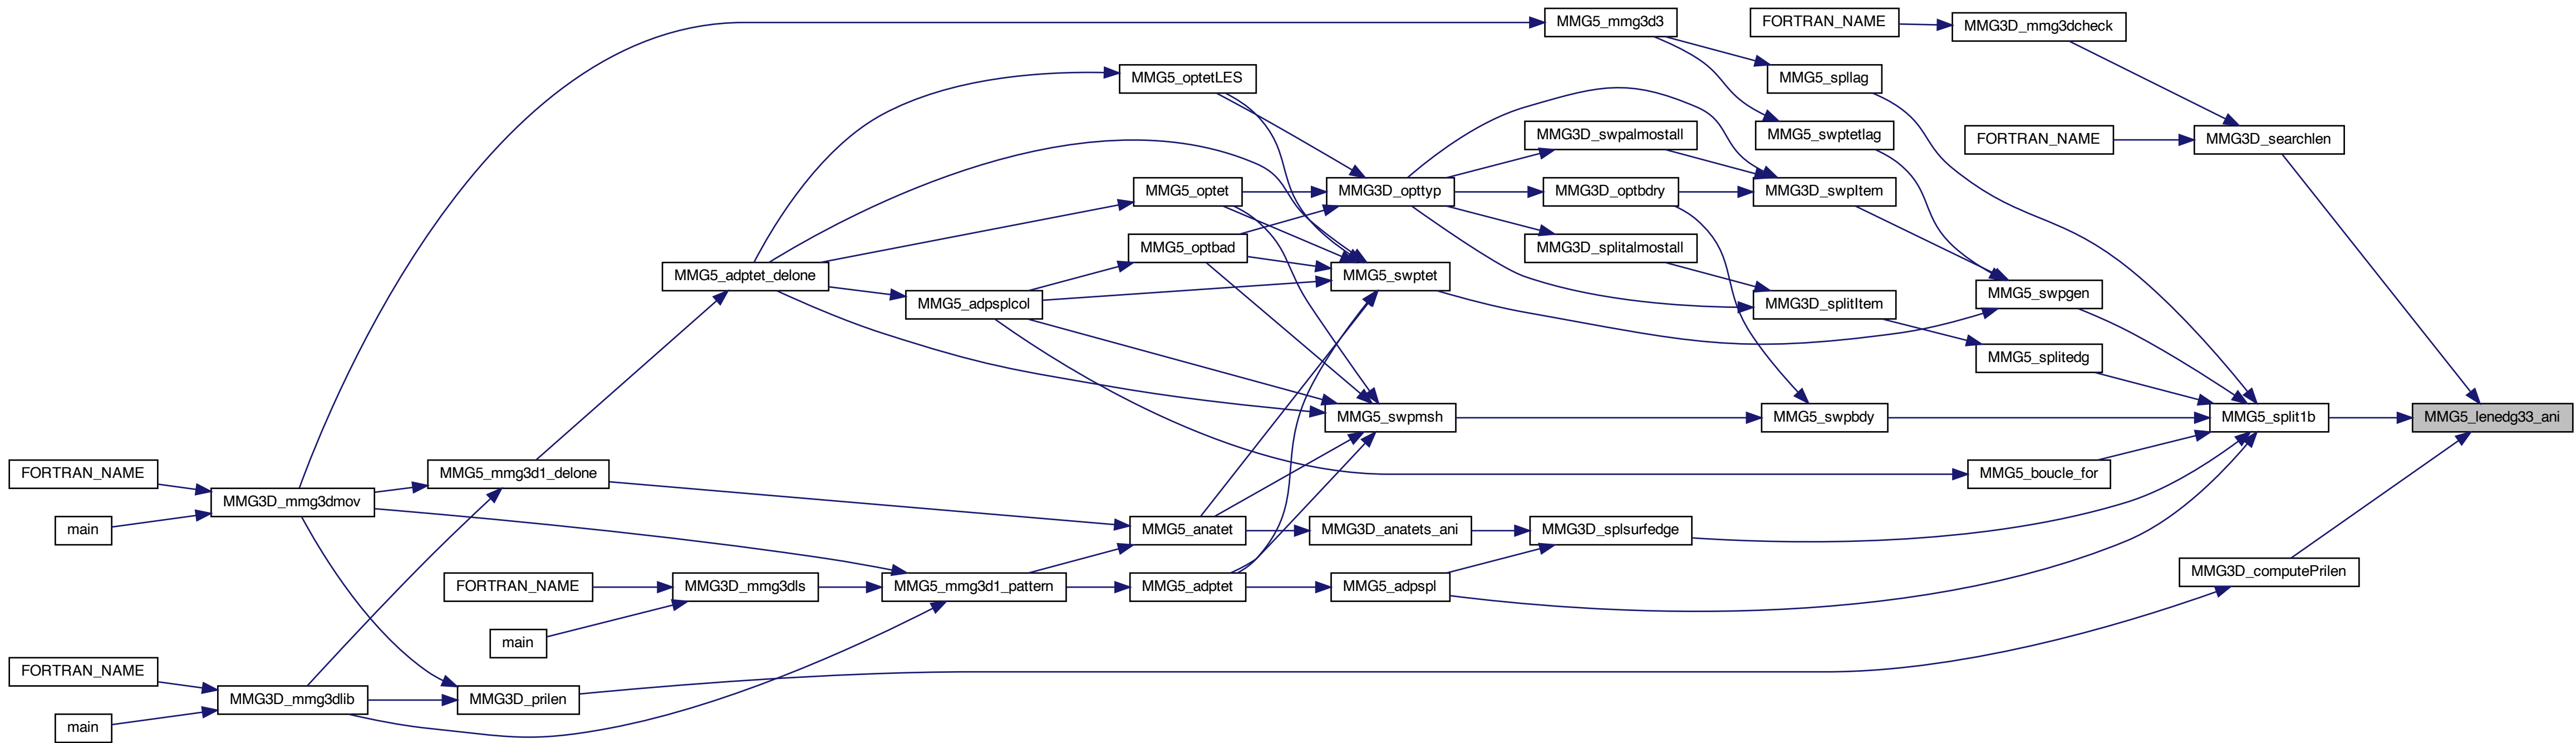 MMG5_mmg3d3
FORTRAN_NAME
MMG3D_mmg3dcheck
MMG5_optetLES
MMG5_spllag
MMG3D_swpalmostall
MMG5_swptetlag
FORTRAN_NAME
MMG3D_searchlen
MMG5_optet
MMG3D_opttyp
MMG3D_optbdry
MMG3D_swpItem
MMG5_optbad
MMG3D_splitalmostall
MMG5_adptet_delone
MMG5_swptet
MMG5_adpsplcol
MMG3D_splitItem
MMG5_swpgen
MMG5_splitedg
MMG5_swpmsh
MMG5_swpbdy
MMG5_split1b
MMG5_lenedg33_ani
FORTRAN_NAME
MMG5_mmg3d1_delone
MMG5_boucle_for
MMG3D_mmg3dmov
main
MMG5_anatet
MMG3D_anatets_ani
MMG3D_splsurfedge
FORTRAN_NAME
MMG3D_mmg3dls
MMG5_mmg3d1_pattern
MMG5_adptet
MMG5_adpspl
MMG3D_computePrilen
main
FORTRAN_NAME
MMG3D_mmg3dlib
MMG3D_prilen
main